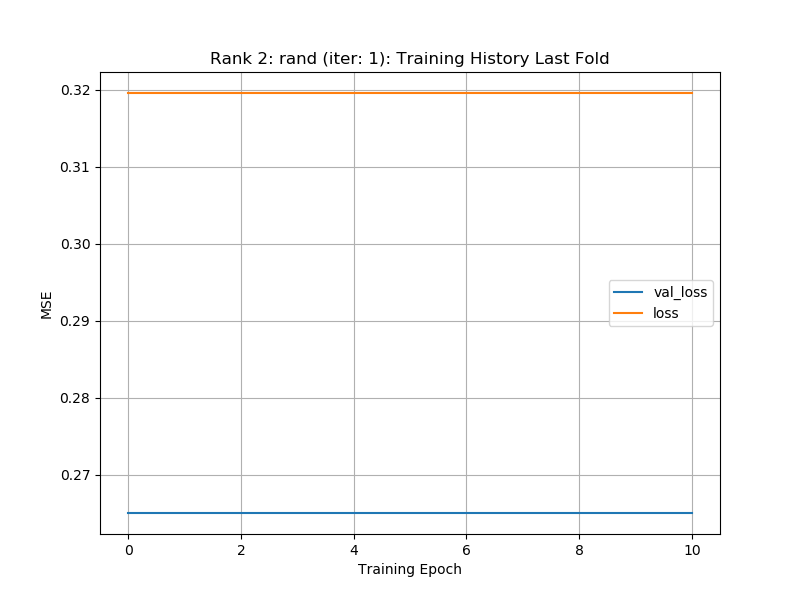 Rank 2: rand (iter: 1): Training History Last Fold
0.32
0.31
0.30
0.29
0.28
0.27
MSE
val_loss
loss
0 2 4 6 8 10
Training Epoch